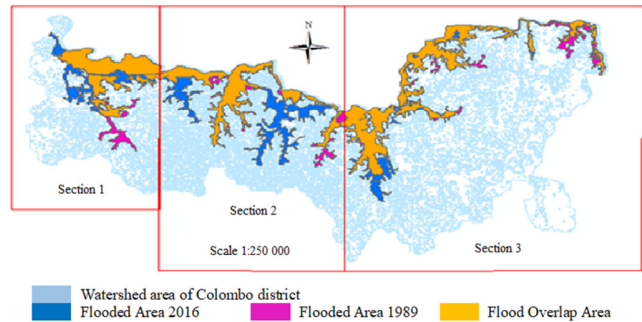 N
Section 1
Section 2
Scale 1:250 000
Section 3
Watershed area of Colombo district
Flooded Area 2016
Flooded Area 1989
Flood Overlap Area